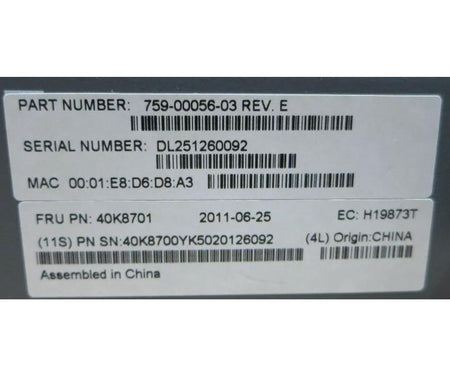 PART NUMBER: 759-00056-03 REV. E
SERIAL NUMBER: DL251260092
MAC 00:01:E8:D6:D8:A3
FRU PN: 40K8701 2011-06-25 EC: H19873T
(11S) PN SN:40K8700YK5020126092 (4L) Origin:CHINA
Assembled in China